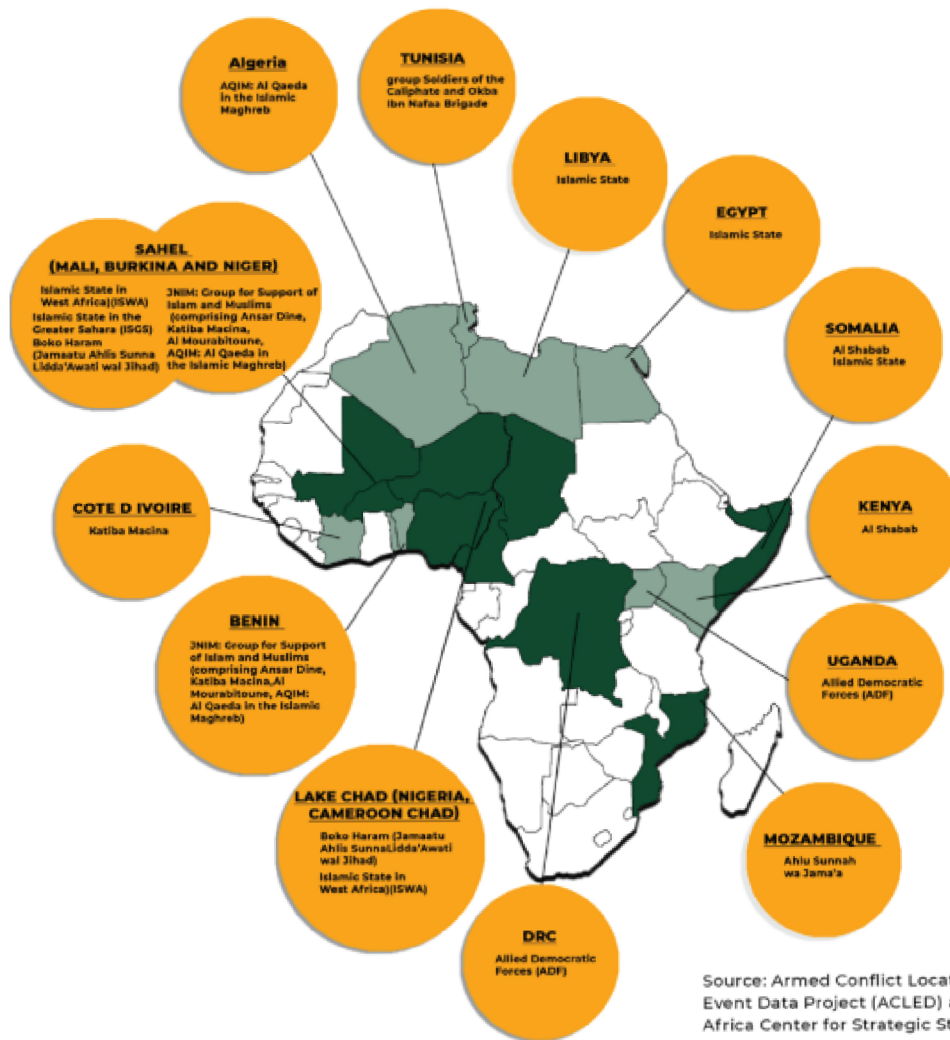 Algeria
AQIM: Al Qaeda
in the Islamic
Maghreb
TUNISIA
group Soldiers of the
Caliphate and Okba
Ibn Nafaa Brigade
LIBYA
Islamic State
EGYPT
Islamic State
SAHEL
(MALI, BURKINA AND NIGER)
Islamic State in
West Africa)(ISWA)
Islamic State in the
Greater Sahara (ISGS)
Boko Haram
(Jamaatu Ahlis Sunna
Lidda'Awati wal Jihad)
JNIM: Group for Support of
Islam and Muslims
(comprising Ansar Dine,
Katiba Macina,
Al Mourabitoune,
AQIM: Al Qaeda in
the Islamic Maghreb)
SOMALIA
Al Shabab
Islamic State
COTE D IVOIRE
Katiba Macina
KENYA
Al Shabab
BENIN
JNIM: Group for Support
of Islam and Muslims
(comprising Ansar Dine,
Katiba Macina,Al
Mourabitoune, AQIM:
Al Qaeda in the Islamic
Maghreb)
UGANDA
Allied Democratic
Forces (ADF)
LAKE CHAD (NIGERIA,
CAMEROON CHAD)
Boko Haram (Jamaatu
Ahlis SunnaLidda'Awati
wal Jihad)
Islamic State in
West Africa)(ISWA)
MOZAMBIQUE
Ahlu Sunnah
wa Jama'a
DRC
Allied Democratic
Forces (ADF)
Source: Armed Conflict Locat
Event Data Project (ACLED)
Africa Center for Strategic St